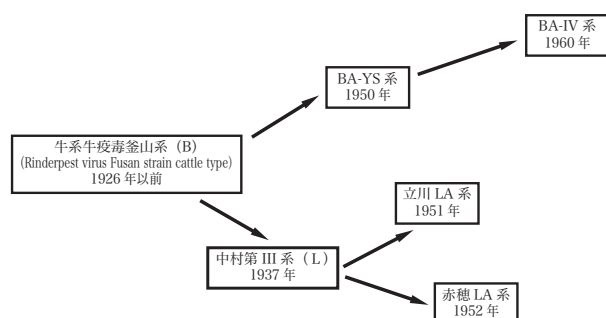 BA-IV 系
1960 年
BA-YS 系
1950 年
牛系牛疫毒釜山系（B）
(Rinderpest virus Fusan strain cattle type)
1926 年以前
立川 LA 系
1951 年
中村第 III 系（ L ）
1937 年
赤穂 LA 系
1952 年